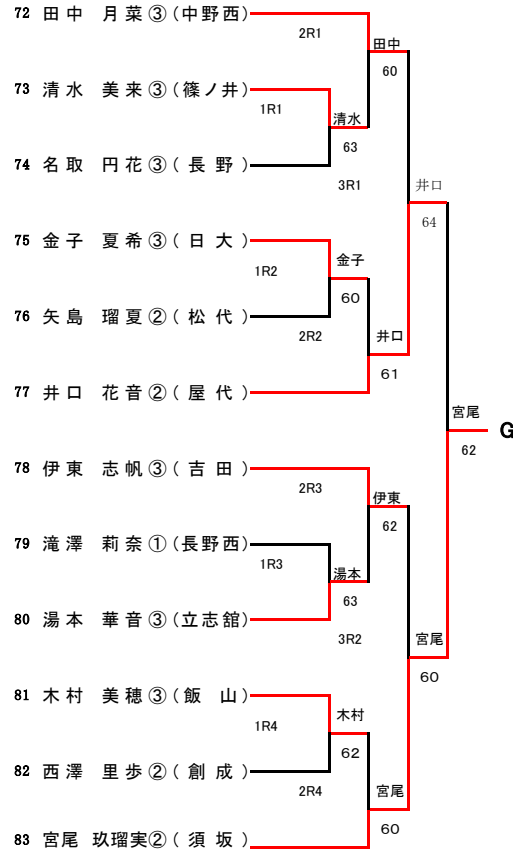 72 田中 月菜③(中野西)
2R1
田中
60
73 清水 美来③(篠ノ井)
1R1
清水
63
74 名取 円花③(長野)
3R1
井口
64
75 金子 夏希③(日大)
1R2
金子
60
76 矢島 瑠夏②(松代)
2R2
井口
61
77 井口 花音②(屋代)
宮尾
62
G
78 伊東 志帆③(吉田)
2R3
伊東
62
79 滝澤 莉奈①(長野西)
1R3
湯本
63
80 湯本 華音③(立志舘)
3R2
宮尾
60
81 木村 美穂③(飯山)
1R4
木村
62
82 西澤 里歩②(創成)
2R4
宮尾
60
83 宮尾 玖瑠実②(須坂)